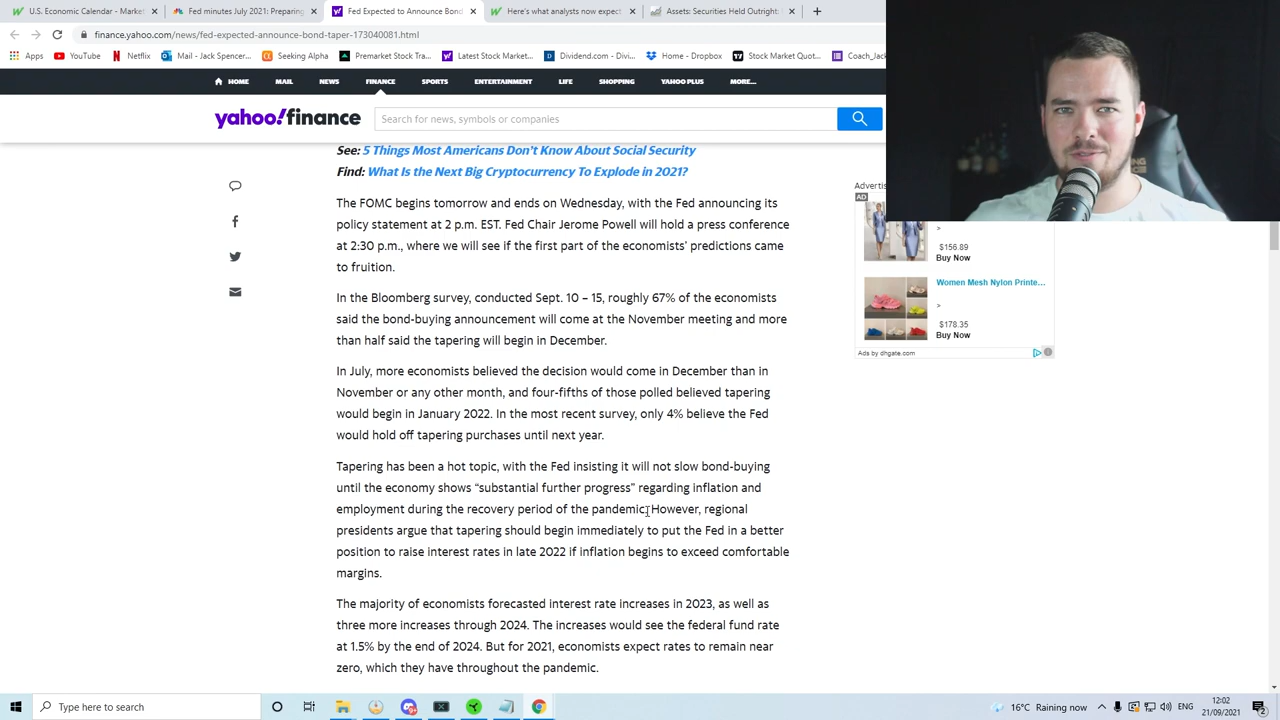 U.S. Economic Calendar - Market
Fed minutes July 2021: Preparing
Fed Expected to Announce Bond
Here's what analysts now expect
Assets: Securities Held Outright:
finance.yahoo.com/news/fed-expected-announce-bond-taper-173040081.html
Apps
YouTube
Netflix
Mail - Jack Spencer...
Seeking Alpha
Premarket Stock Tra...
Latest Stock Market...
Dividend.com - Divi...
Home - Dropbox
Stock Market Quot...
Coach_Jack
HOME
MAIL
NEWS
FINANCE
SPORTS
ENTERTAINMENT
LIFE
SHOPPING
YAHOO PLUS
MORE...
yahoo!finance
Search for news, symbols or companies
See: 5 Things Most Americans Don't Know About Social Security
Find: What Is the Next Big Cryptocurrency To Explode in 2021?
The FOMC begins tomorrow and ends on Wednesday, with the Fed announcing its
policy statement at 2 p.m. EST. Fed Chair Jerome Powell will hold a press conference
at 2:30 p.m., where we will see if the first part of the economists' predictions came
to fruition.
In the Bloomberg survey, conducted Sept. 10 – 15, roughly 67% of the economists
said the bond-buying announcement will come at the November meeting and more
than half said the tapering will begin in December.
In July, more economists believed the decision would come in December than in
November or any other month, and four-fifths of those polled believed tapering
would begin in January 2022. In the most recent survey, only 4% believe the Fed
would hold off tapering purchases until next year.
Tapering has been a hot topic, with the Fed insisting it will not slow bond-buying
until the economy shows “substantial further progress” regarding inflation and
employment during the recovery period of the pandemic. However, regional
presidents argue that tapering should begin immediately to put the Fed in a better
position to raise interest rates in late 2022 if inflation begins to exceed comfortable
margins.
The majority of economists forecasted interest rate increases in 2023, as well as
three more increases through 2024. The increases would see the federal fund rate
at 1.5% by the end of 2024. But for 2021, economists expect rates to remain near
zero, which they have throughout the pandemic.
Advertis
AD
>
$156.89
Buy Now
Women Mesh Nylon Printe...
>
$178.35
Buy Now
Ads by dhgate.com
Type here to search
16°C Raining now
ENG
12:02
21/09/2021